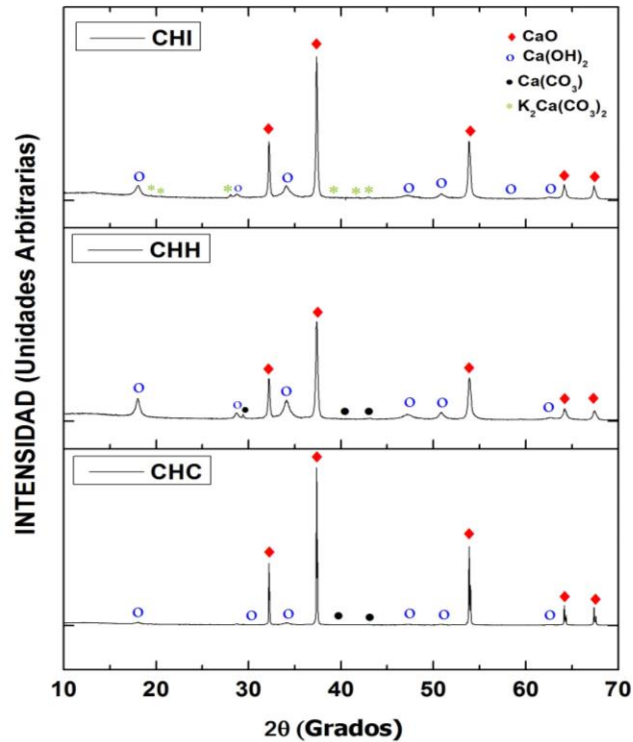 CHI
CaO
Ca(OH)₂
Ca(CO₃)
K₂Ca(CO₃)₂
CHH
CHC
INTENSIDAD (Unidades Arbitrarias)
10 20 30 40 50 60 70
2θ (Grados)